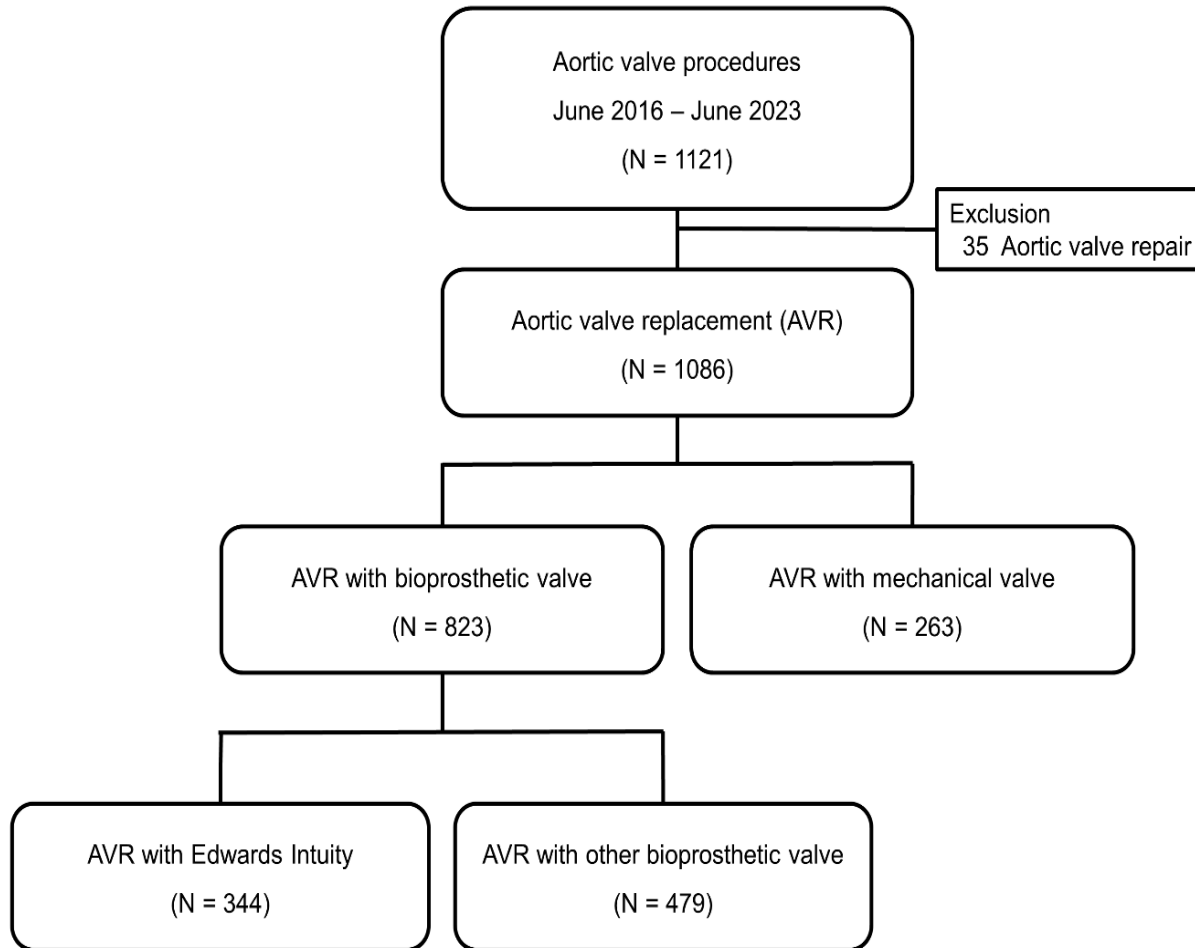 Aortic valve procedures
June 2016 – June 2023
(N = 1121)
Exclusion
35 Aortic valve repair
Aortic valve replacement (AVR)
(N = 1086)
AVR with bioprosthetic valve
(N = 823)
AVR with mechanical valve
(N = 263)
AVR with Edwards Intuity
(N = 344)
AVR with other bioprosthetic valve
(N = 479)